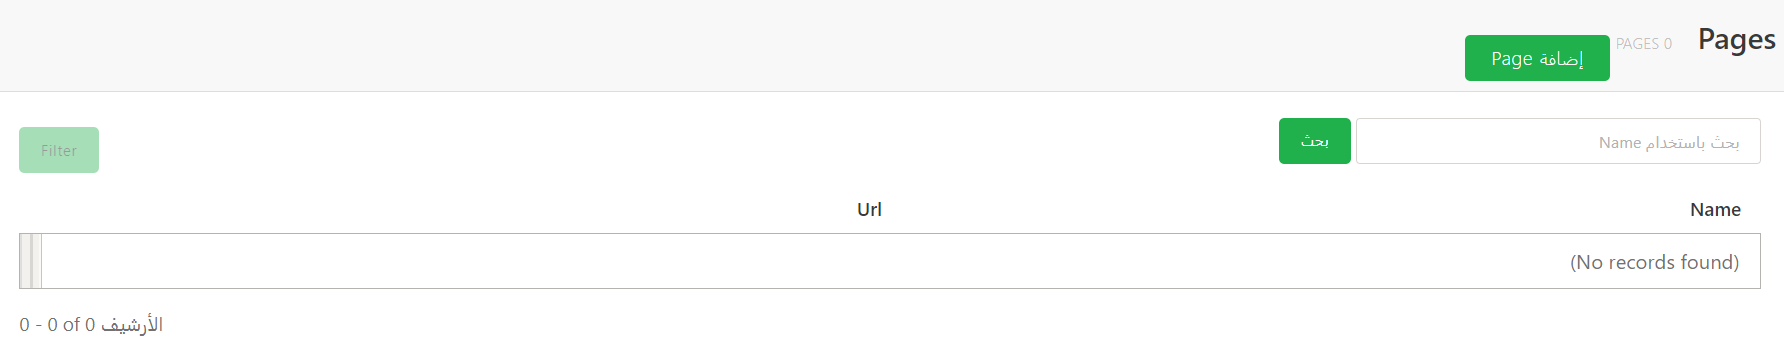 Pages
PAGES 0
إضافة Page
بحث باستخدام Name
بحث
Filter
Name
Url
(No records found)
0 - 0 of 0 الأرشيف